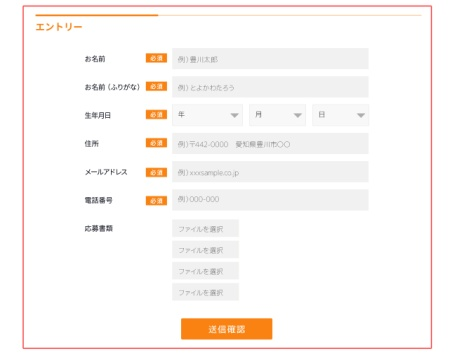 エントリー
お名前 必須 例) 豊川太郎
お名前 (ふりがな) 必須 例) とよかわたろう
生年月日 必須 年 月 日
住所 必須 例) 〒442-0000 愛知県豊川市〇〇
メールアドレス 必須 例) xxxsample.co.jp
電話番号 必須 例) 000-000
応募書類 ファイルを選択
ファイルを選択
ファイルを選択
ファイルを選択
送信確認